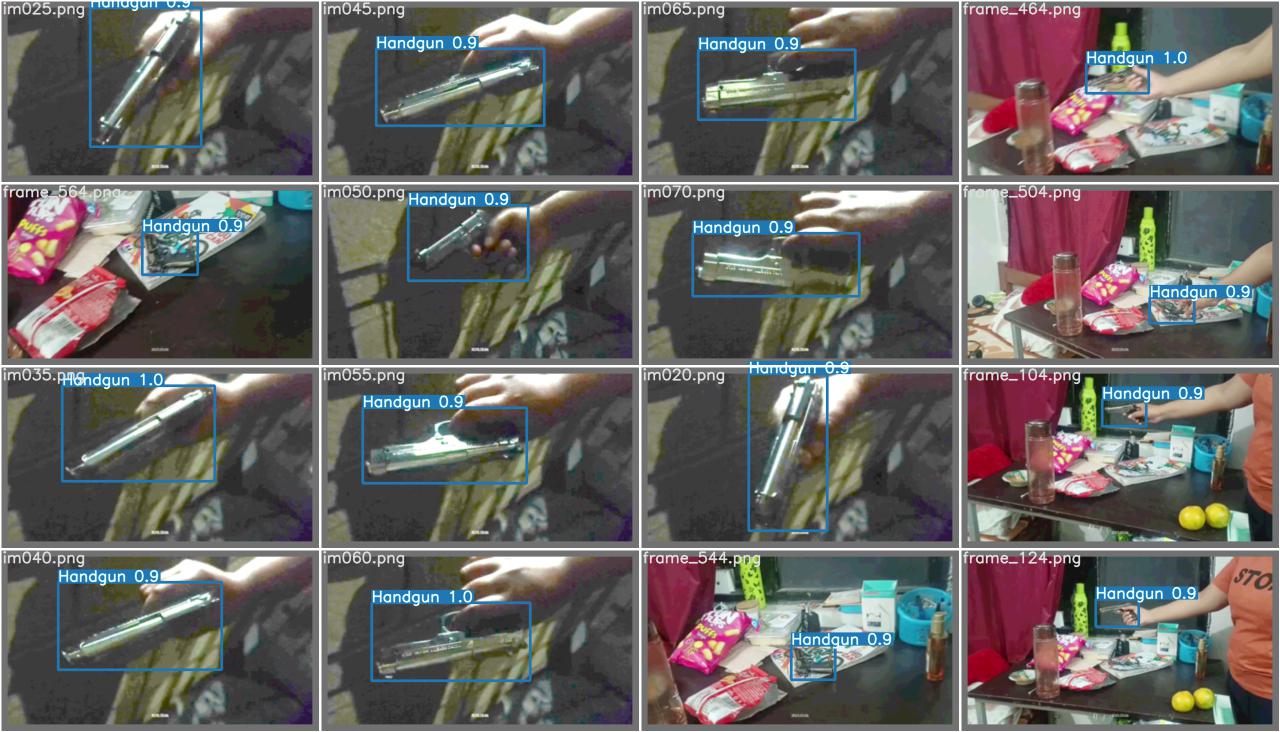 im025.png
Handgun 0.9
im045.png
Handgun 0.9
im065.png
Handgun 0.9
frame_464.png
Handgun 1.0
PUFFS
frame_564.png
Handgun 0.9
PUFFS
im050.png
Handgun 0.9
im070.png
Handgun 0.9
frame_504.png
Handgun 0.9
im035.png
Handgun 1.0
im055.png
Handgun 0.9
im020.png
Handgun 0.9
frame_104.png
Handgun 0.9
im040.png
Handgun 0.9
im060.png
Handgun 1.0
frame_544.png
Handgun 0.9
PUFFS
frame_124.png
Handgun 0.9